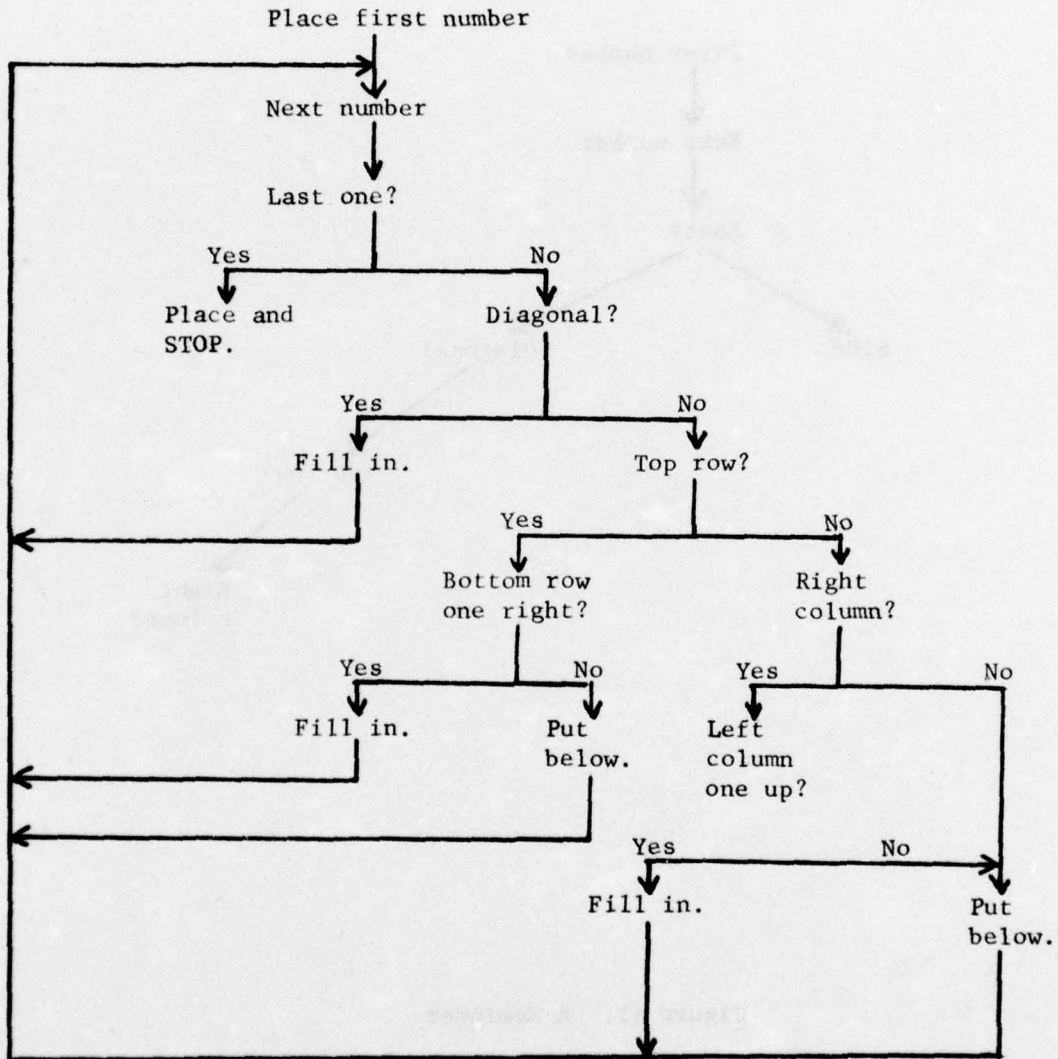 Place first number
Next number
Last one?
Yes
No
Place and
STOP.
Diagonal?
Yes
No
Fill in.
Top row?
Yes
No
Bottom row
one right?
Right
column?
Yes
No
Yes
No
Fill in.
Put
below.
Left
column
one up?
Yes
No
Fill in.
Put
below.